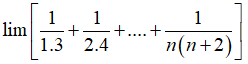 lim[1/1.3 + 1/2.4 + .... + 1/n(n+2)]